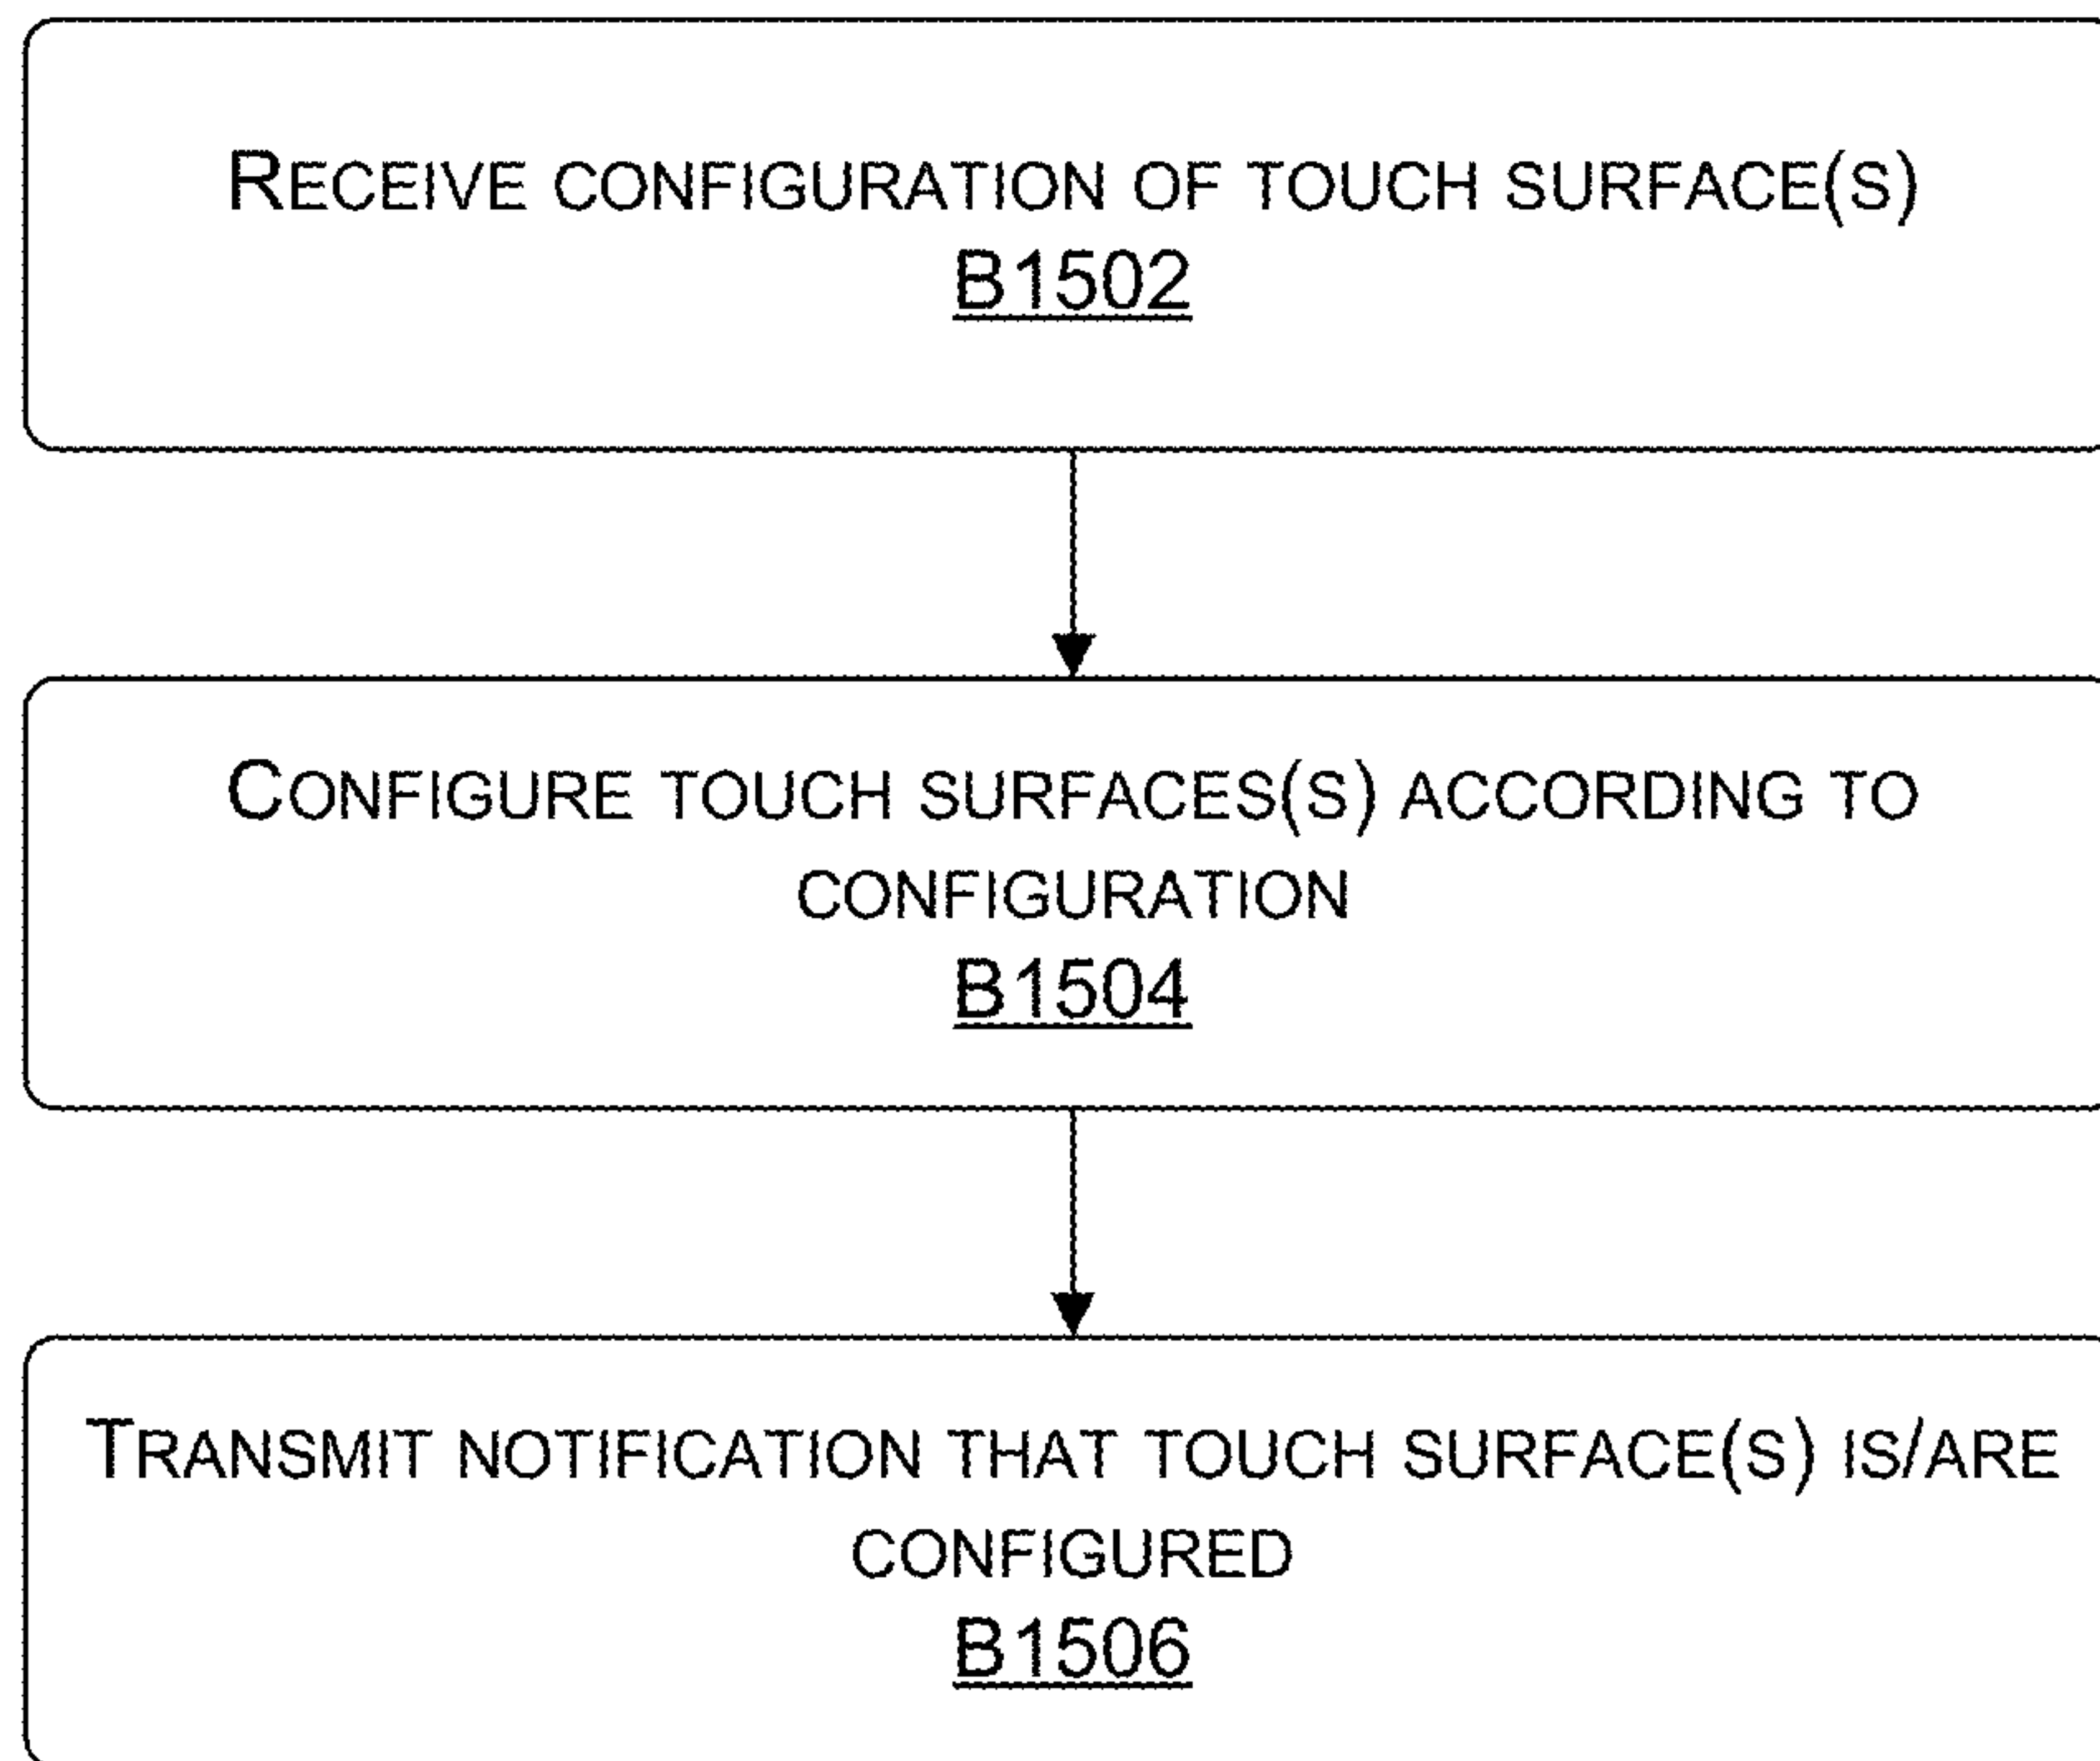 RECEIVE CONFIGURATION OF TOUCH SURFACE(S)
B1502
CONFIGURE TOUCH SURFACES(S) ACCORDING TO
CONFIGURATION
B1504
TRANSMIT NOTIFICATION THAT TOUCH SURFACE(S) IS/ARE
CONFIGURED
B1506